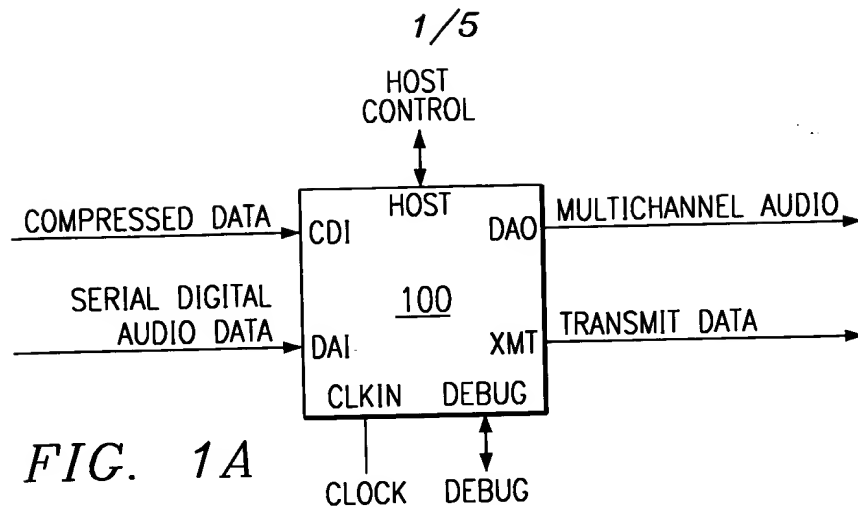 1/5
HOST
CONTROL
COMPRESSED DATA
CDI
HOST
DAO
MULTICHANNEL AUDIO
SERIAL DIGITAL
AUDIO DATA
DAI
100
XMT
TRANSMIT DATA
CLKIN
DEBUG
FIG. 1A
CLOCK
DEBUG